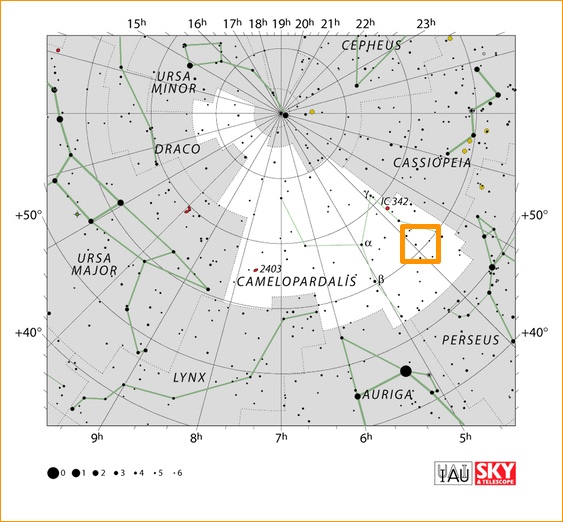 15h 16h 17h 18h 19h 20h 21h 22h 23h
CEPHEUS
URSA
MINOR
DRACO
CASSIOPEIA
γ
IC 342
+50° +50°
α
URSA
MAJOR
2403
CAMELOPARDALIS
β
+40° +40°
PERSEUS
LYNX
AURIGA
9h 8h 7h 6h 5h
0 1 2 3 4 5 6
IAU
SKY
& TELESCOPE